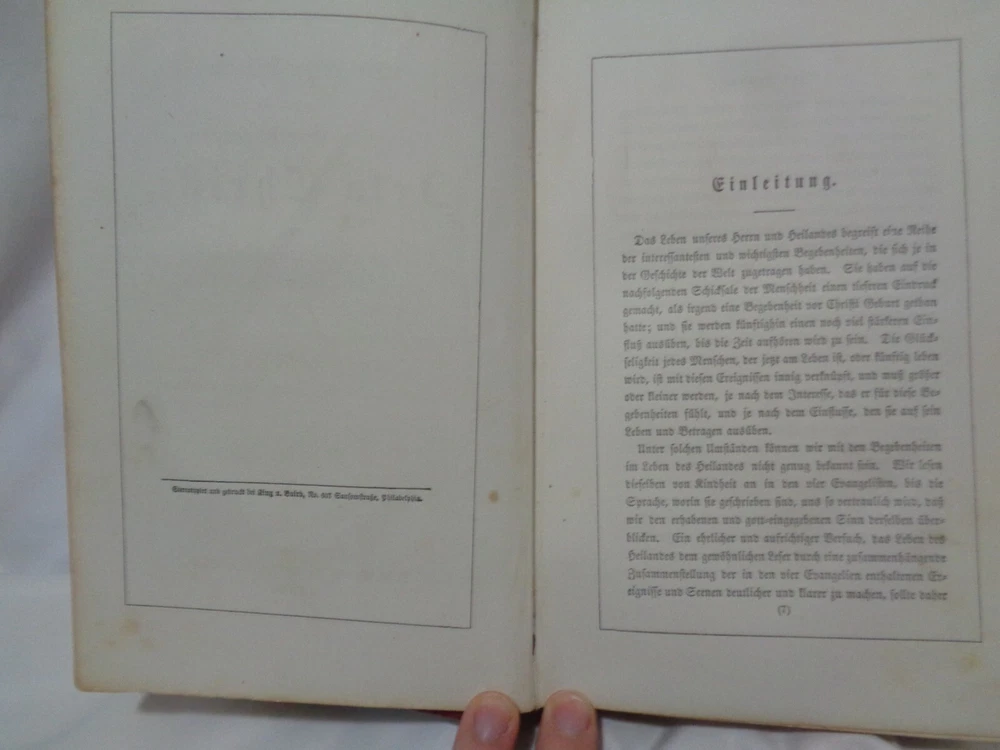 Stereotypirt und gedruckt bei King u. Baird, No. 607 Sansomstraße, Philadelphia.
Einleitung.
Das Leben unseres Herrn und Heilandes begreift eine Reihe
der interessantesten und wichtigsten Begebenheiten, die sich je in
der Geschichte der Welt zugetragen haben. Sie haben auf die
nachfolgenden Schicksale der Menschheit einen tieferen Eindruck
gemacht, als irgend eine Begebenheit vor Christi Geburt gethan
hatte; und sie werden künftighin einen noch viel stärkeren Ein-
fluß ausüben, bis die Zeit aufhören wird zu sein. Die Glück-
seligkeit jedes Menschen, der jetzt am Leben ist, oder künftig leben
wird, ist mit diesen Ereignissen innig verknüpft, und muß größer
oder kleiner werden, je nach dem Interesse, das er für diese Be-
gebenheiten fühlt, und je nach dem Einflusse, den sie auf sein
Leben und Betragen ausüben.
Unter solchen Umständen können wir mit den Begebenheiten
im Leben des Heilandes nicht genug bekannt sein. Wir lesen
dieselben von Kindheit an in den vier Evangelisten, bis die
Sprache, worin sie geschrieben sind, uns so vertraulich wird, daß
wir den erhabenen und gott-eingegebenen Sinn derselben über-
blicken. Ein ehrlicher und aufrichtiger Versuch, das Leben des
Heilandes dem gewöhnlichen Leser durch eine zusammenhängende
Zusammenstellung der in den vier Evangelien enthaltenen Er-
eignisse und Scenen deutlicher und klarer zu machen, sollte daher
(7)